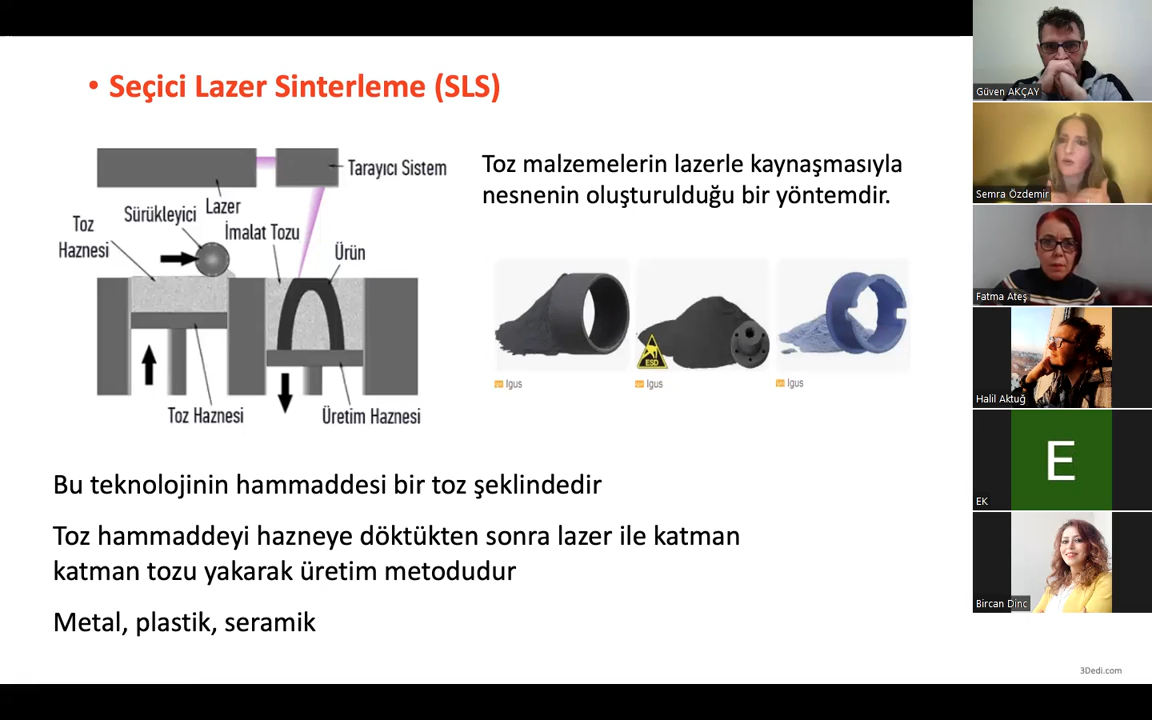 • Seçici Lazer Sinterleme (SLS)
Tarayıcı Sistem
Lazer
Sürükleyici
Toz
Haznesi
İmalat Tozu
Ürün
Toz Haznesi
Üretim Haznesi
Toz malzemelerin lazerle kaynaşmasıyla
nesnenin oluşturulduğu bir yöntemdir.
ESD
Igus
Igus
Igus
Bu teknolojinin hammaddesi bir toz şeklindedir
Toz hammaddeyi hazneye döktükten sonra lazer ile katman
katman tozu yakarak üretim metodudur
Metal, plastik, seramik
3Dedi.com
Güven AKÇAY
Semra Özdemir
Fatma Ateş
Halil Aktuğ
E
EK
Bircan Dinc